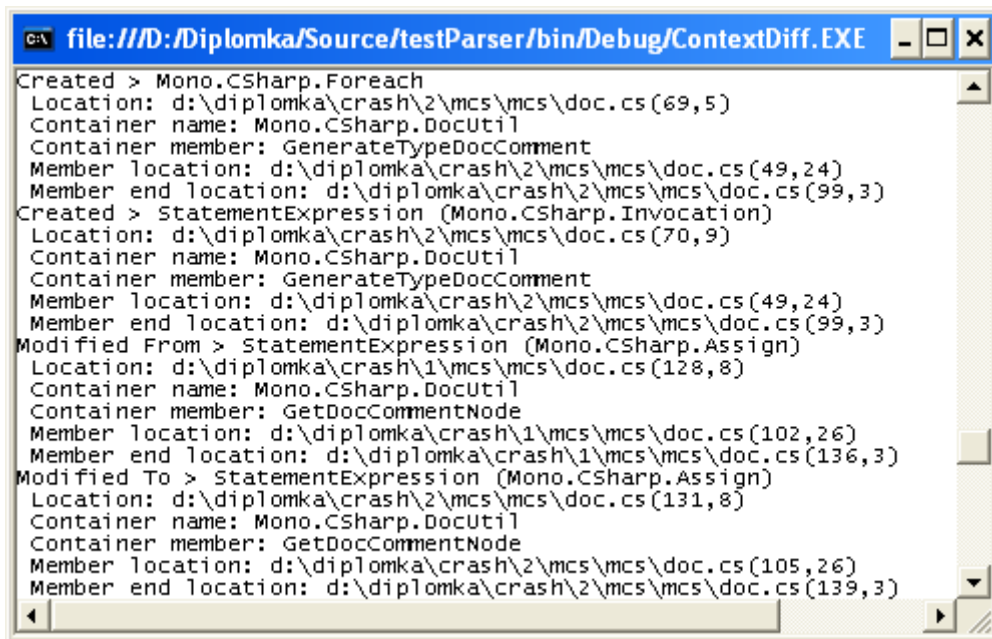 file:///D:/Diplomka/Source/testParser/bin/Debug/ContextDiff.EXE
Created > Mono.CSharp.Foreach
Location: d:\diplomka\crash\2\mcs\mcs\doc.cs(69,5)
Container name: Mono.CSharp.DocUtil
Container member: GenerateTypeDocComment
Member location: d:\diplomka\crash\2\mcs\mcs\doc.cs(49,24)
Member end location: d:\diplomka\crash\2\mcs\mcs\doc.cs(99,3)
Created > StatementExpression (Mono.CSharp.Invocation)
Location: d:\diplomka\crash\2\mcs\mcs\doc.cs(70,9)
Container name: Mono.CSharp.DocUtil
Container member: GenerateTypeDocComment
Member location: d:\diplomka\crash\2\mcs\mcs\doc.cs(49,24)
Member end location: d:\diplomka\crash\2\mcs\mcs\doc.cs(99,3)
Modified From > StatementExpression (Mono.CSharp.Assign)
Location: d:\diplomka\crash\1\mcs\mcs\doc.cs(128,8)
Container name: Mono.CSharp.DocUtil
Container member: GetDocCommentNode
Member location: d:\diplomka\crash\1\mcs\mcs\doc.cs(102,26)
Member end location: d:\diplomka\crash\1\mcs\mcs\doc.cs(136,3)
Modified To > StatementExpression (Mono.CSharp.Assign)
Location: d:\diplomka\crash\2\mcs\mcs\doc.cs(131,8)
Container name: Mono.CSharp.DocUtil
Container member: GetDocCommentNode
Member location: d:\diplomka\crash\2\mcs\mcs\doc.cs(105,26)
Member end location: d:\diplomka\crash\2\mcs\mcs\doc.cs(139,3)